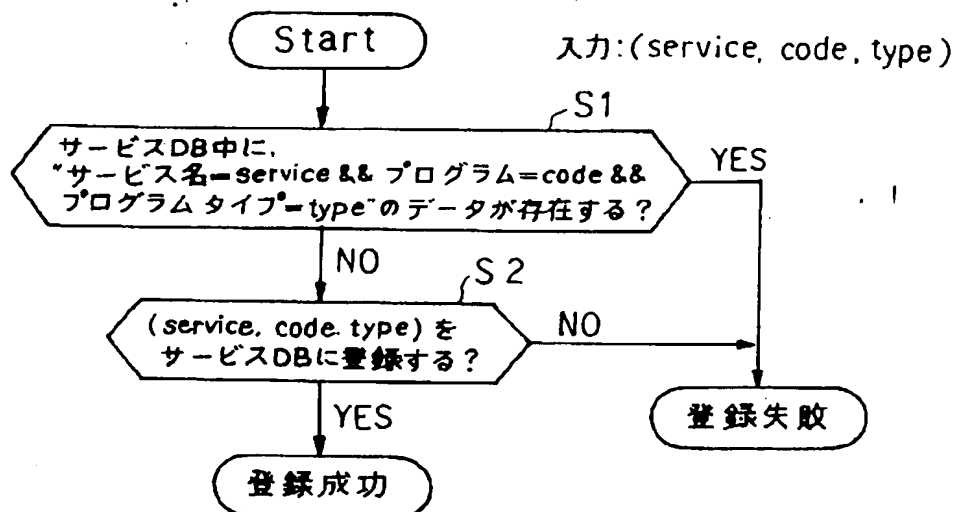 Start
入力:(service, code, type)
S1
サービスDB中に,
"サービス名=service && プログラム=code &&
プログラム タイプ=type"のデータが存在する?
YES
NO
S2
(service, code. type)を
サービスDBに登録する?
NO
YES
登録失敗
登録成功